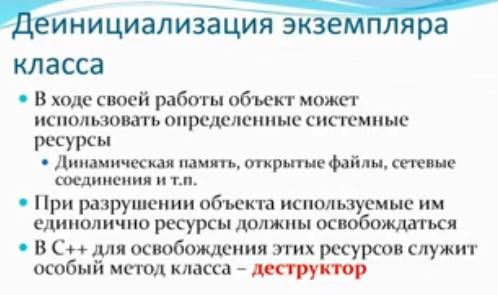 Деинициализация экземпляра
класса
• В ходе своей работы объект может
использовать определенные системные
ресурсы
• Динамическая память, открытые файлы, сетевые
соединения и т.п.
• При разрушении объекта используемые им
единолично ресурсы должны освобождаться
• В C++ для освобождения этих ресурсов служит
особый метод класса – деструктор